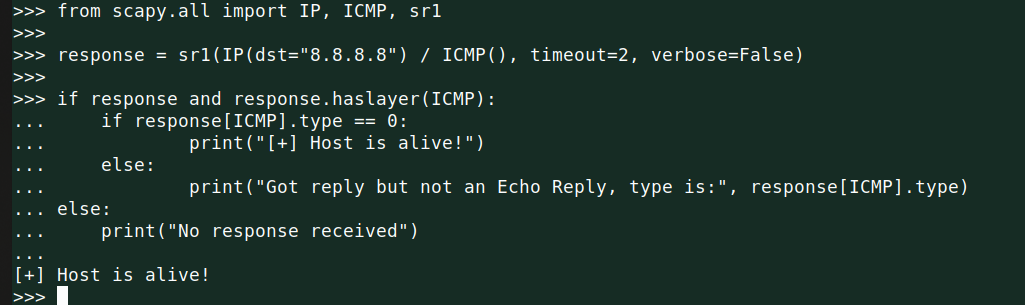 >>> from scapy.all import IP, ICMP, sr1
>>>
>>> response = sr1(IP(dst="8.8.8.8") / ICMP(), timeout=2, verbose=False)
>>>
>>> if response and response.haslayer(ICMP):
...     if response[ICMP].type == 0:
...             print("[+] Host is alive!")
...     else:
...             print("Got reply but not an Echo Reply, type is:", response[ICMP].type)
... else:
...     print("No response received")
...
[+] Host is alive!
>>>